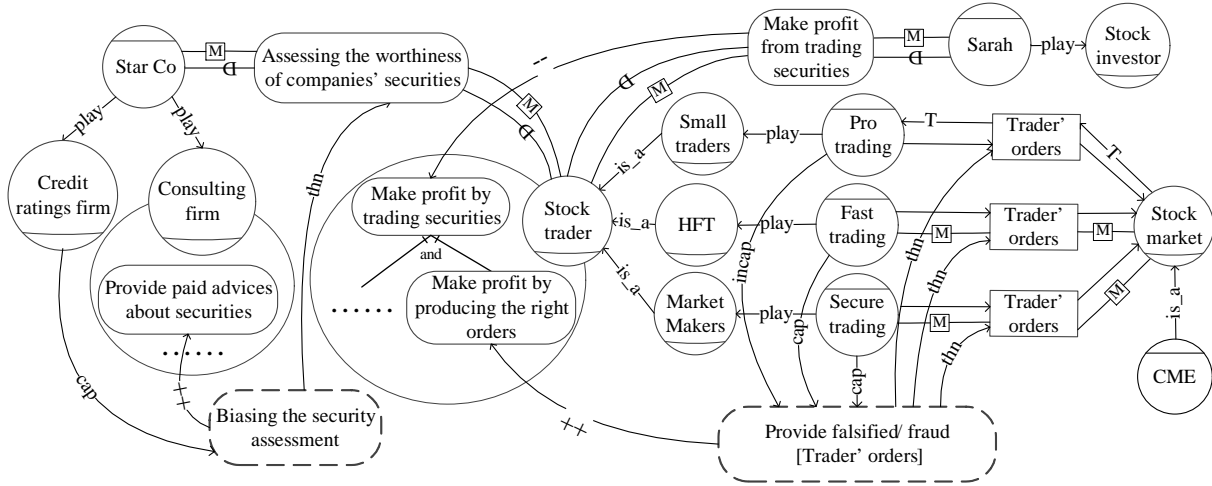 Star Co
M
D
Assessing the worthiness
of companies' securities
--
Make profit
from trading
securities
M
D
Sarah
play
Stock
investor
play
play
M
D
D
M
Credit
ratings firm
Consulting
firm
thn
Make profit by
trading securities
and
Stock
trader
is_a
Small
traders
play
Pro
trading
T
Trader'
orders
T
is_a
HFT
play
Fast
trading
M
Trader'
orders
M
Stock
market
Provide paid advices
about securities
......
......
Make profit by
producing the right
orders
is_a
Market
Makers
play
Secure
trading
M
Trader'
orders
M
incap
cap
cap
thn
thn
thn
is_a
CME
cap
++
Biasing the security
assessment
++
Provide falsified/ fraud
[Trader' orders]